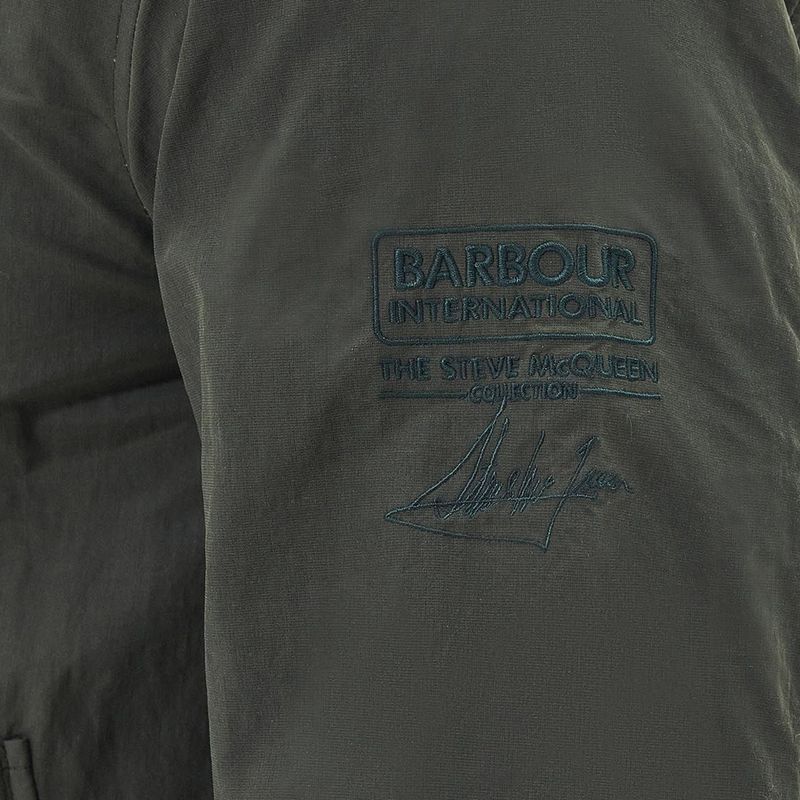 BARBOUR
INTERNATIONAL
THE STEVE McQUEEN
COLLECTION